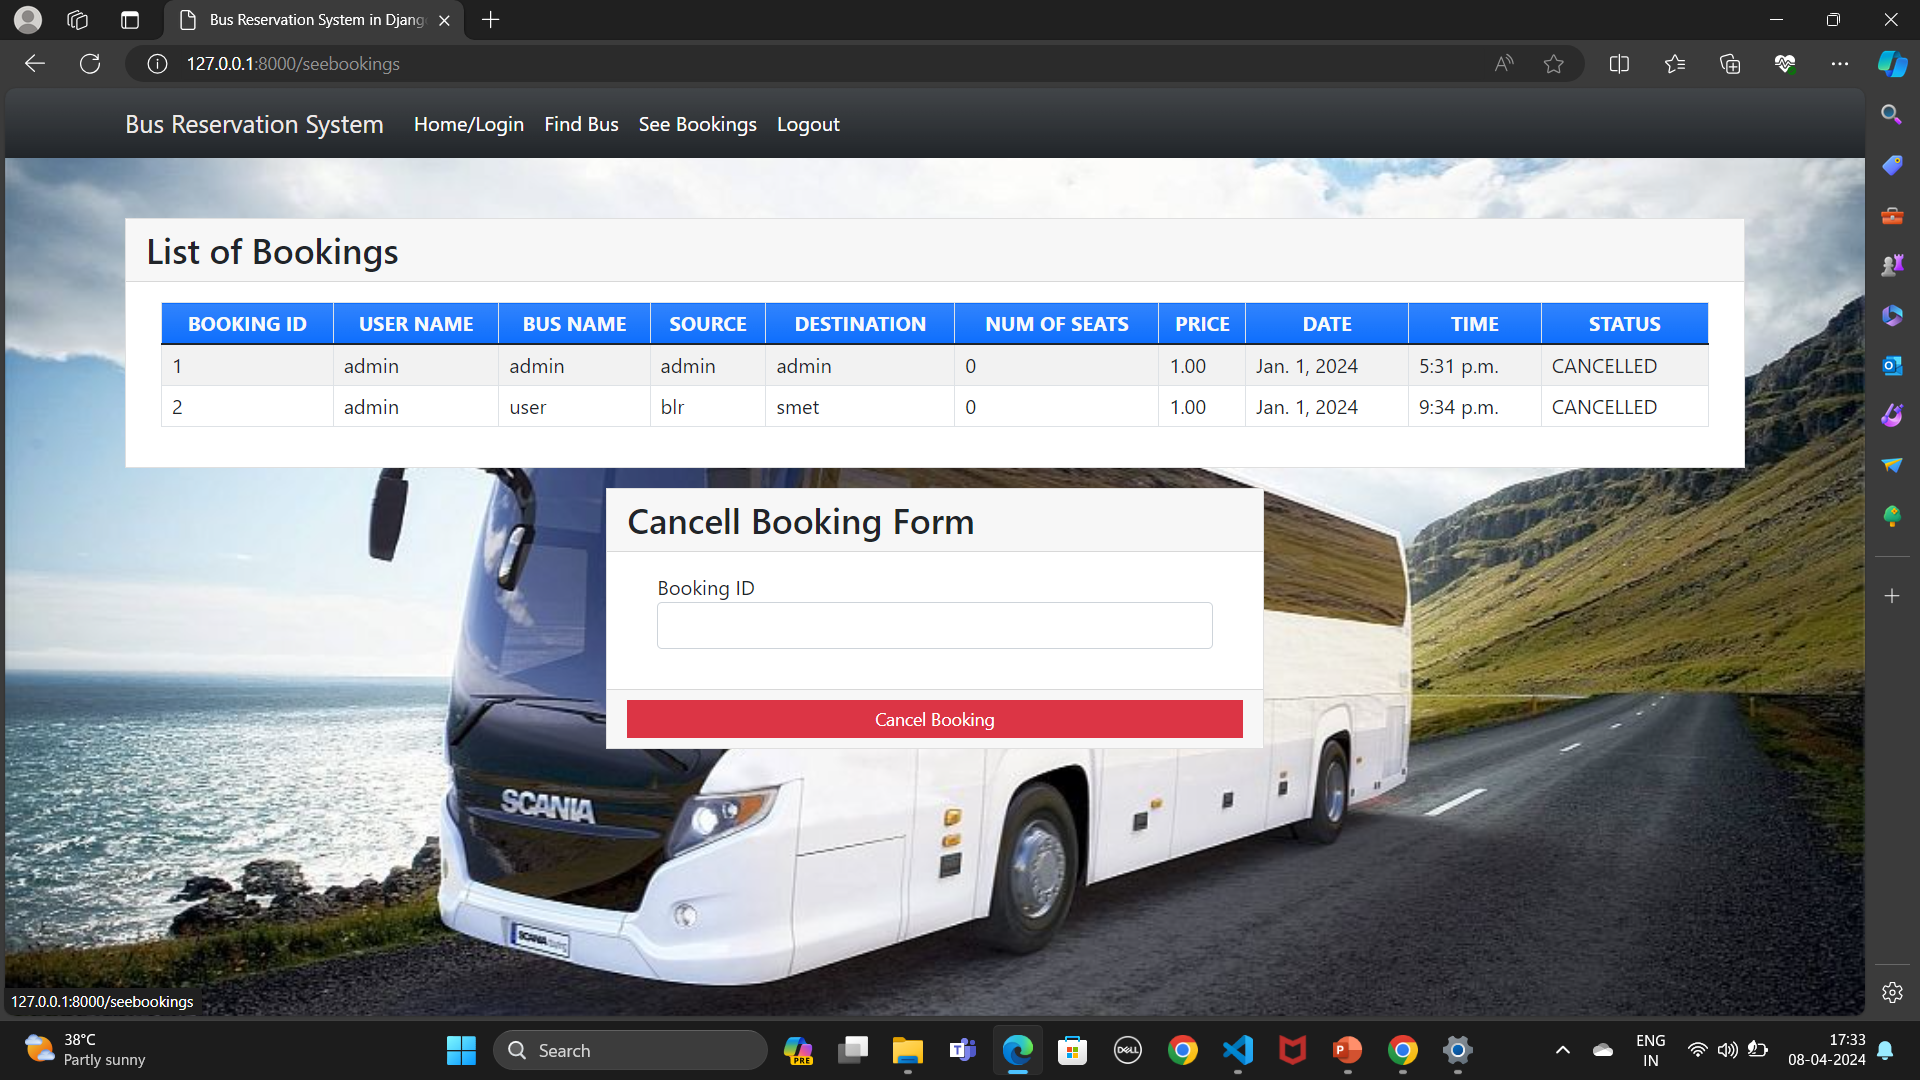 Bus Reservation System in Djang
127.0.0.1:8000/seebookings
Bus Reservation System Home/Login Find Bus See Bookings Logout
List of Bookings
BOOKING ID USER NAME BUS NAME SOURCE DESTINATION NUM OF SEATS PRICE DATE TIME STATUS
1 admin admin admin admin 0 1.00 Jan. 1, 2024 5:31 p.m. CANCELLED
2 admin user blr smet 0 1.00 Jan. 1, 2024 9:34 p.m. CANCELLED
Cancell Booking Form
Booking ID
Cancel Booking
SCANIA
SCANIA
127.0.0.1:8000/seebookings
38°C
Partly sunny
Search
PRE
DELL
ENG
IN
17:33
08-04-2024